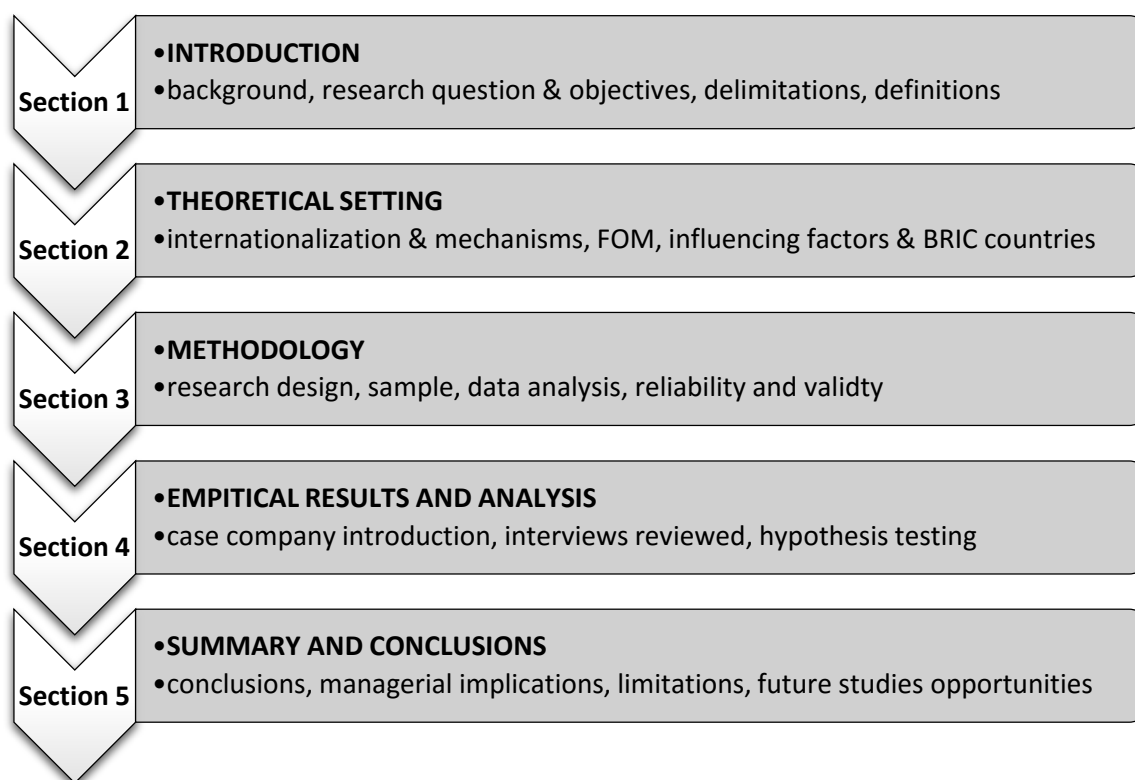 Section 1
•INTRODUCTION
•background, research question & objectives, delimitations, definitions
Section 2
•THEORETICAL SETTING
•internationalization & mechanisms, FOM, influencing factors & BRIC countries
Section 3
•METHODOLOGY
•research design, sample, data analysis, reliability and validty
Section 4
•EMPITICAL RESULTS AND ANALYSIS
•case company introduction, interviews reviewed, hypothesis testing
Section 5
•SUMMARY AND CONCLUSIONS
•conclusions, managerial implications, limitations, future studies opportunities